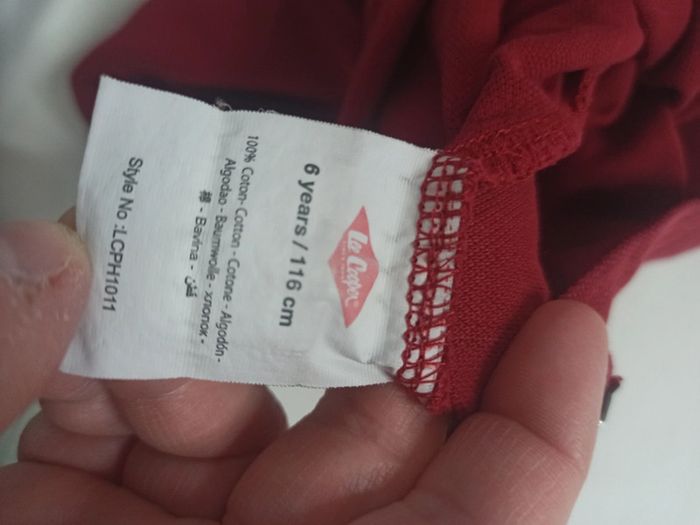 Lee Cooper
6 years / 116 cm
100% Coton- Cotton - Cotone - Algodón -
Algodao - Baumwolle - хлопок -
棉 - Bavlna - قطن
Style No :LCPH1011